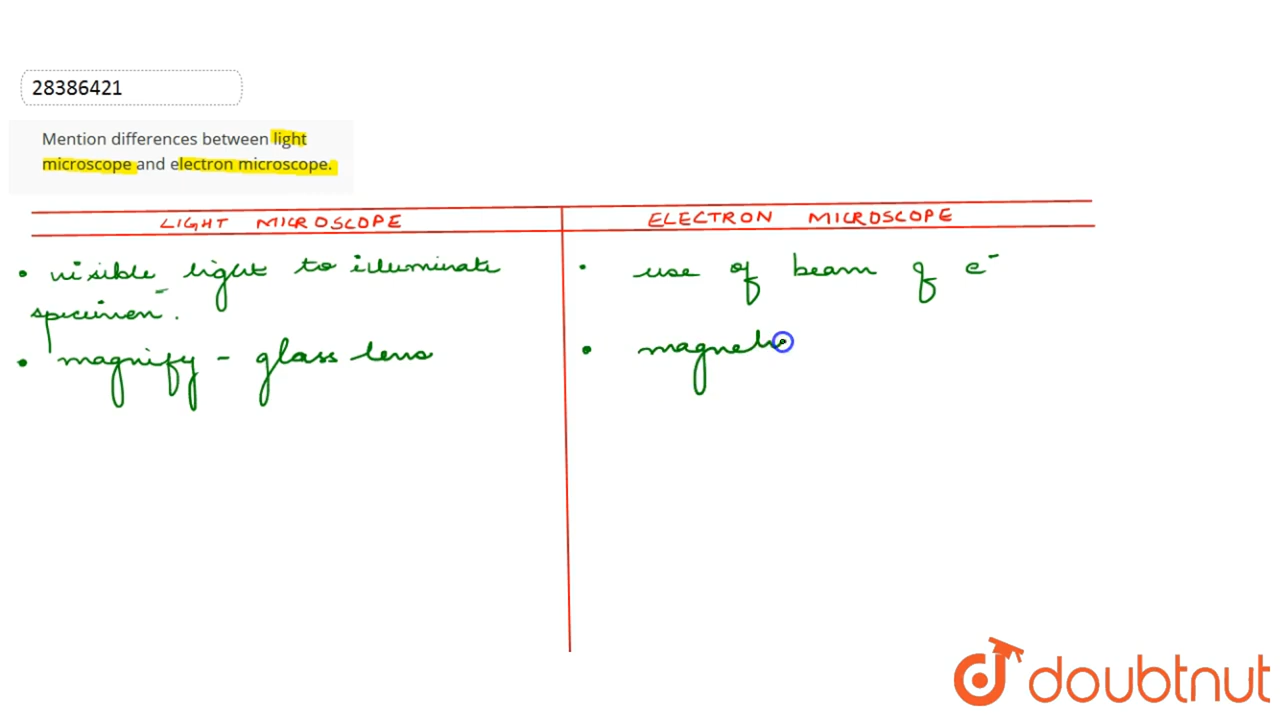 28386421
Mention differences between light
microscope and electron microscope.
LIGHT MICROSCOPE
ELECTRON MICROSCOPE
• visible light to illuminate
specimen.
• magnify - glass lens
• use of beam of e⁻
•
doubtnut